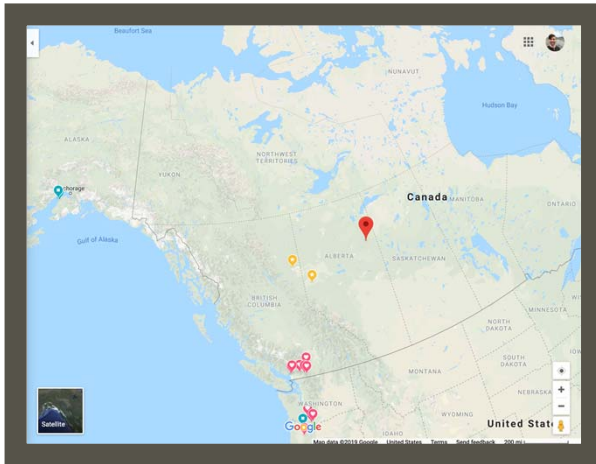 Beaufort Sea
NUNAVUT
Hudson Bay
ALASKA
NORTHWEST
TERRITORIES
YUKON
Canada
MANITOBA
ONTARIO
Gulf of Alaska
ALBERTA
SASKATCHEWAN
BRITISH
COLUMBIA
MINNESOTA
NORTH
DAKOTA
SOUTH
DAKOTA
MONTANA
NEBRASKA
WASHINGTON
WYOMING
Satellite
Google
United
IDAHO
Map data ©2019 Google United States Terms Send feedback 200 mi